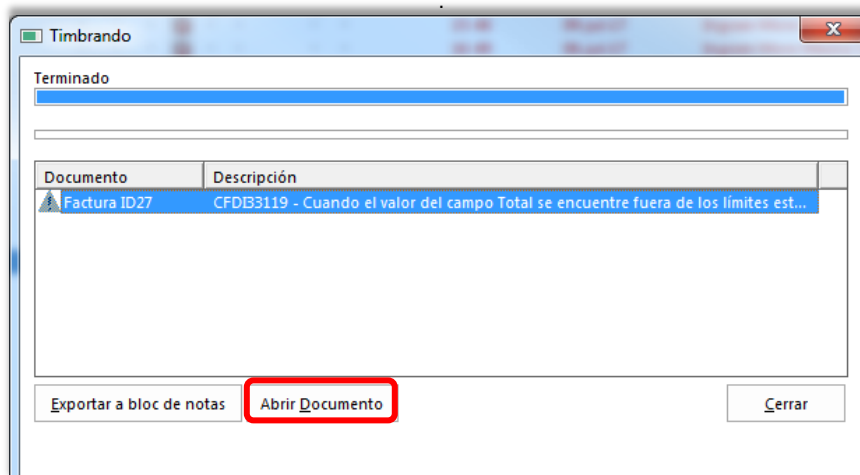 Timbrando
Terminado
Documento Descripción
Factura ID27 CFDI33119 - Cuando el valor del campo Total se encuentre fuera de los límites est...
Exportar a bloc de notas Abrir Documento Cerrar